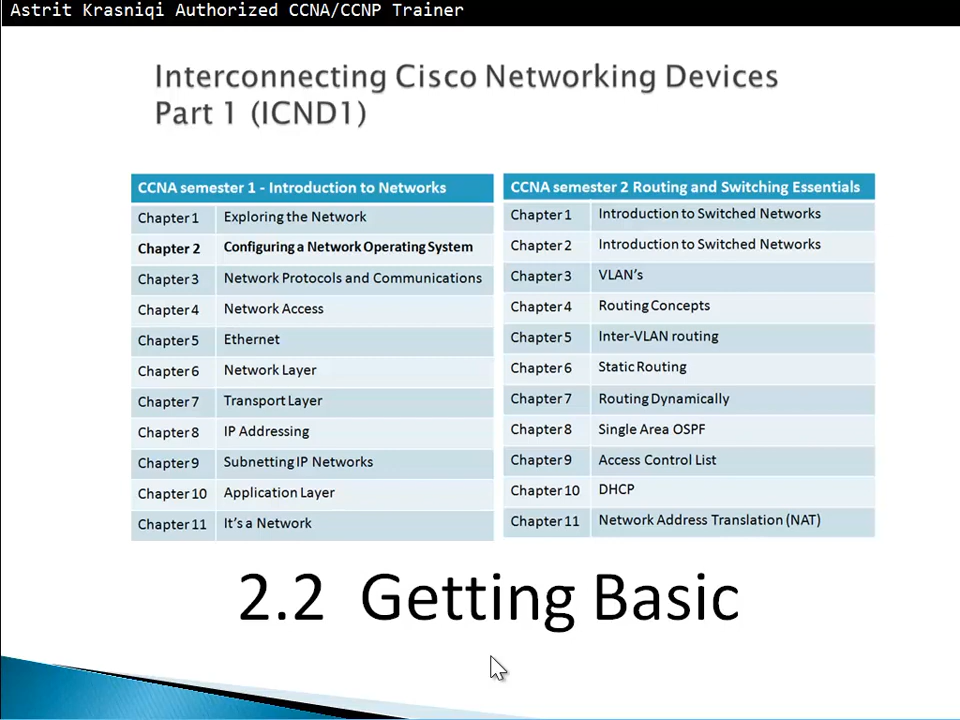 Astrit Krasniqi Authorized CCNA/CCNP Trainer
Interconnecting Cisco Networking Devices
Part 1 (ICND1)
CCNA semester 1 - Introduction to Networks
Chapter 1 Exploring the Network
Chapter 2 Configuring a Network Operating System
Chapter 3 Network Protocols and Communications
Chapter 4 Network Access
Chapter 5 Ethernet
Chapter 6 Network Layer
Chapter 7 Transport Layer
Chapter 8 IP Addressing
Chapter 9 Subnetting IP Networks
Chapter 10 Application Layer
Chapter 11 It's a Network
CCNA semester 2 Routing and Switching Essentials
Chapter 1 Introduction to Switched Networks
Chapter 2 Introduction to Switched Networks
Chapter 3 VLAN's
Chapter 4 Routing Concepts
Chapter 5 Inter-VLAN routing
Chapter 6 Static Routing
Chapter 7 Routing Dynamically
Chapter 8 Single Area OSPF
Chapter 9 Access Control List
Chapter 10 DHCP
Chapter 11 Network Address Translation (NAT)
2.2 Getting Basic